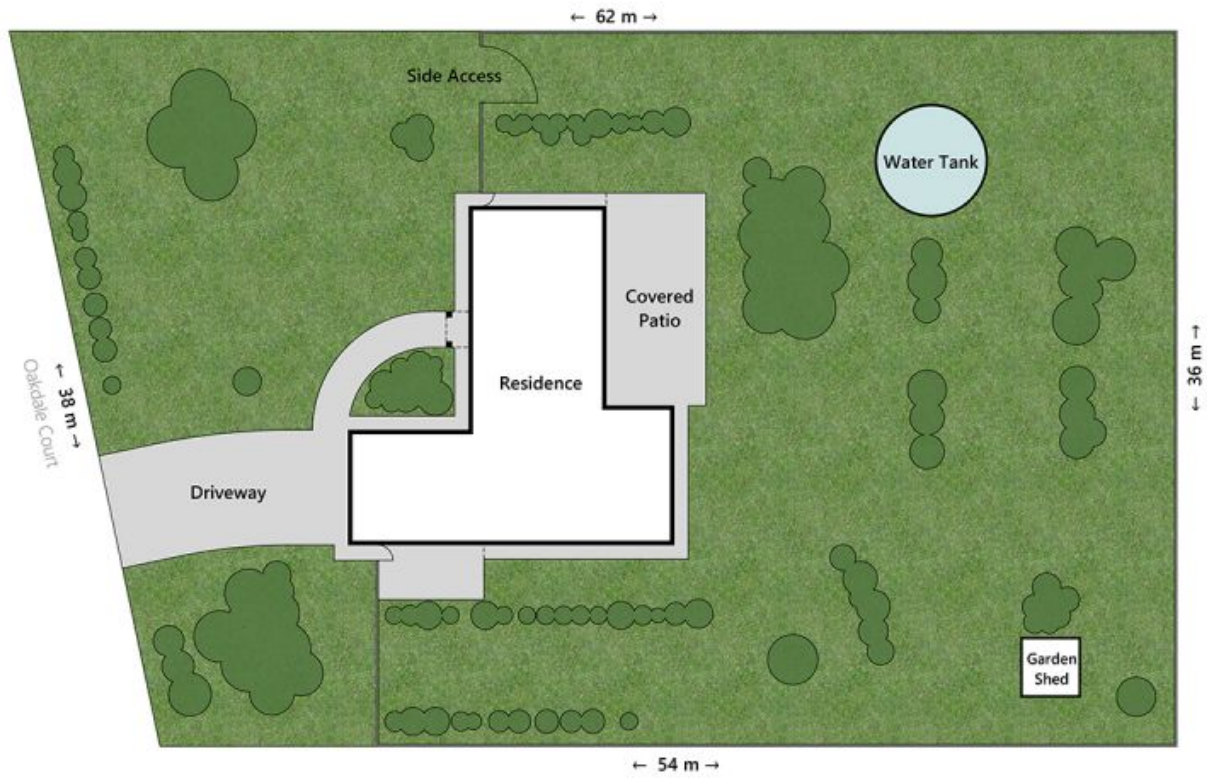 ← 62 m →
Side Access
Water Tank
Covered
Patio
← 36 m →
← 38 m →
Oakdale Court
Residence
Driveway
Garden
Shed
← 54 m →